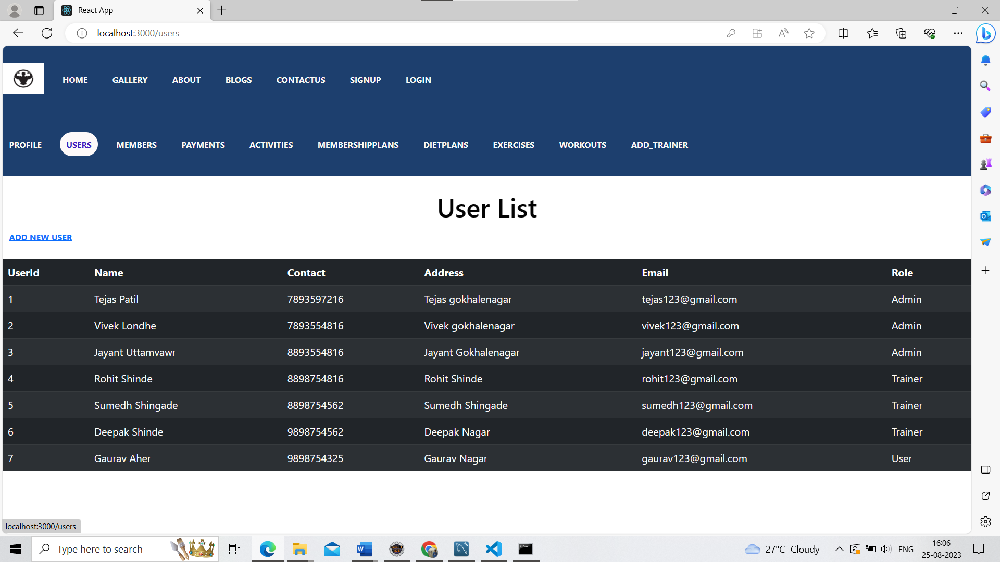 React App
localhost:3000/users
HOME GALLERY ABOUT BLOGS CONTACTUS SIGNUP LOGIN
PROFILE USERS MEMBERS PAYMENTS ACTIVITIES MEMBERSHIPPLANS DIETPLANS EXERCISES WORKOUTS ADD_TRAINER
User List
ADD NEW USER
UserId Name Contact Address Email Role
1 Tejas Patil 7893597216 Tejas gokhalenagar tejas123@gmail.com Admin
2 Vivek Londhe 7893554816 Vivek gokhalenagar vivek123@gmail.com Admin
3 Jayant Uttamvawr 8893554816 Jayant Gokhalenagar jayant123@gmail.com Admin
4 Rohit Shinde 8898754816 Rohit Shinde rohit123@gmail.com Trainer
5 Sumedh Shingade 8898754562 Sumedh Shingade sumedh123@gmail.com Trainer
6 Deepak Shinde 9898754562 Deepak Nagar deepak123@gmail.com Trainer
7 Gaurav Aher 9898754325 Gaurav Nagar gaurav123@gmail.com User
localhost:3000/users
Type here to search
27°C Cloudy
ENG
16:06
25-08-2023